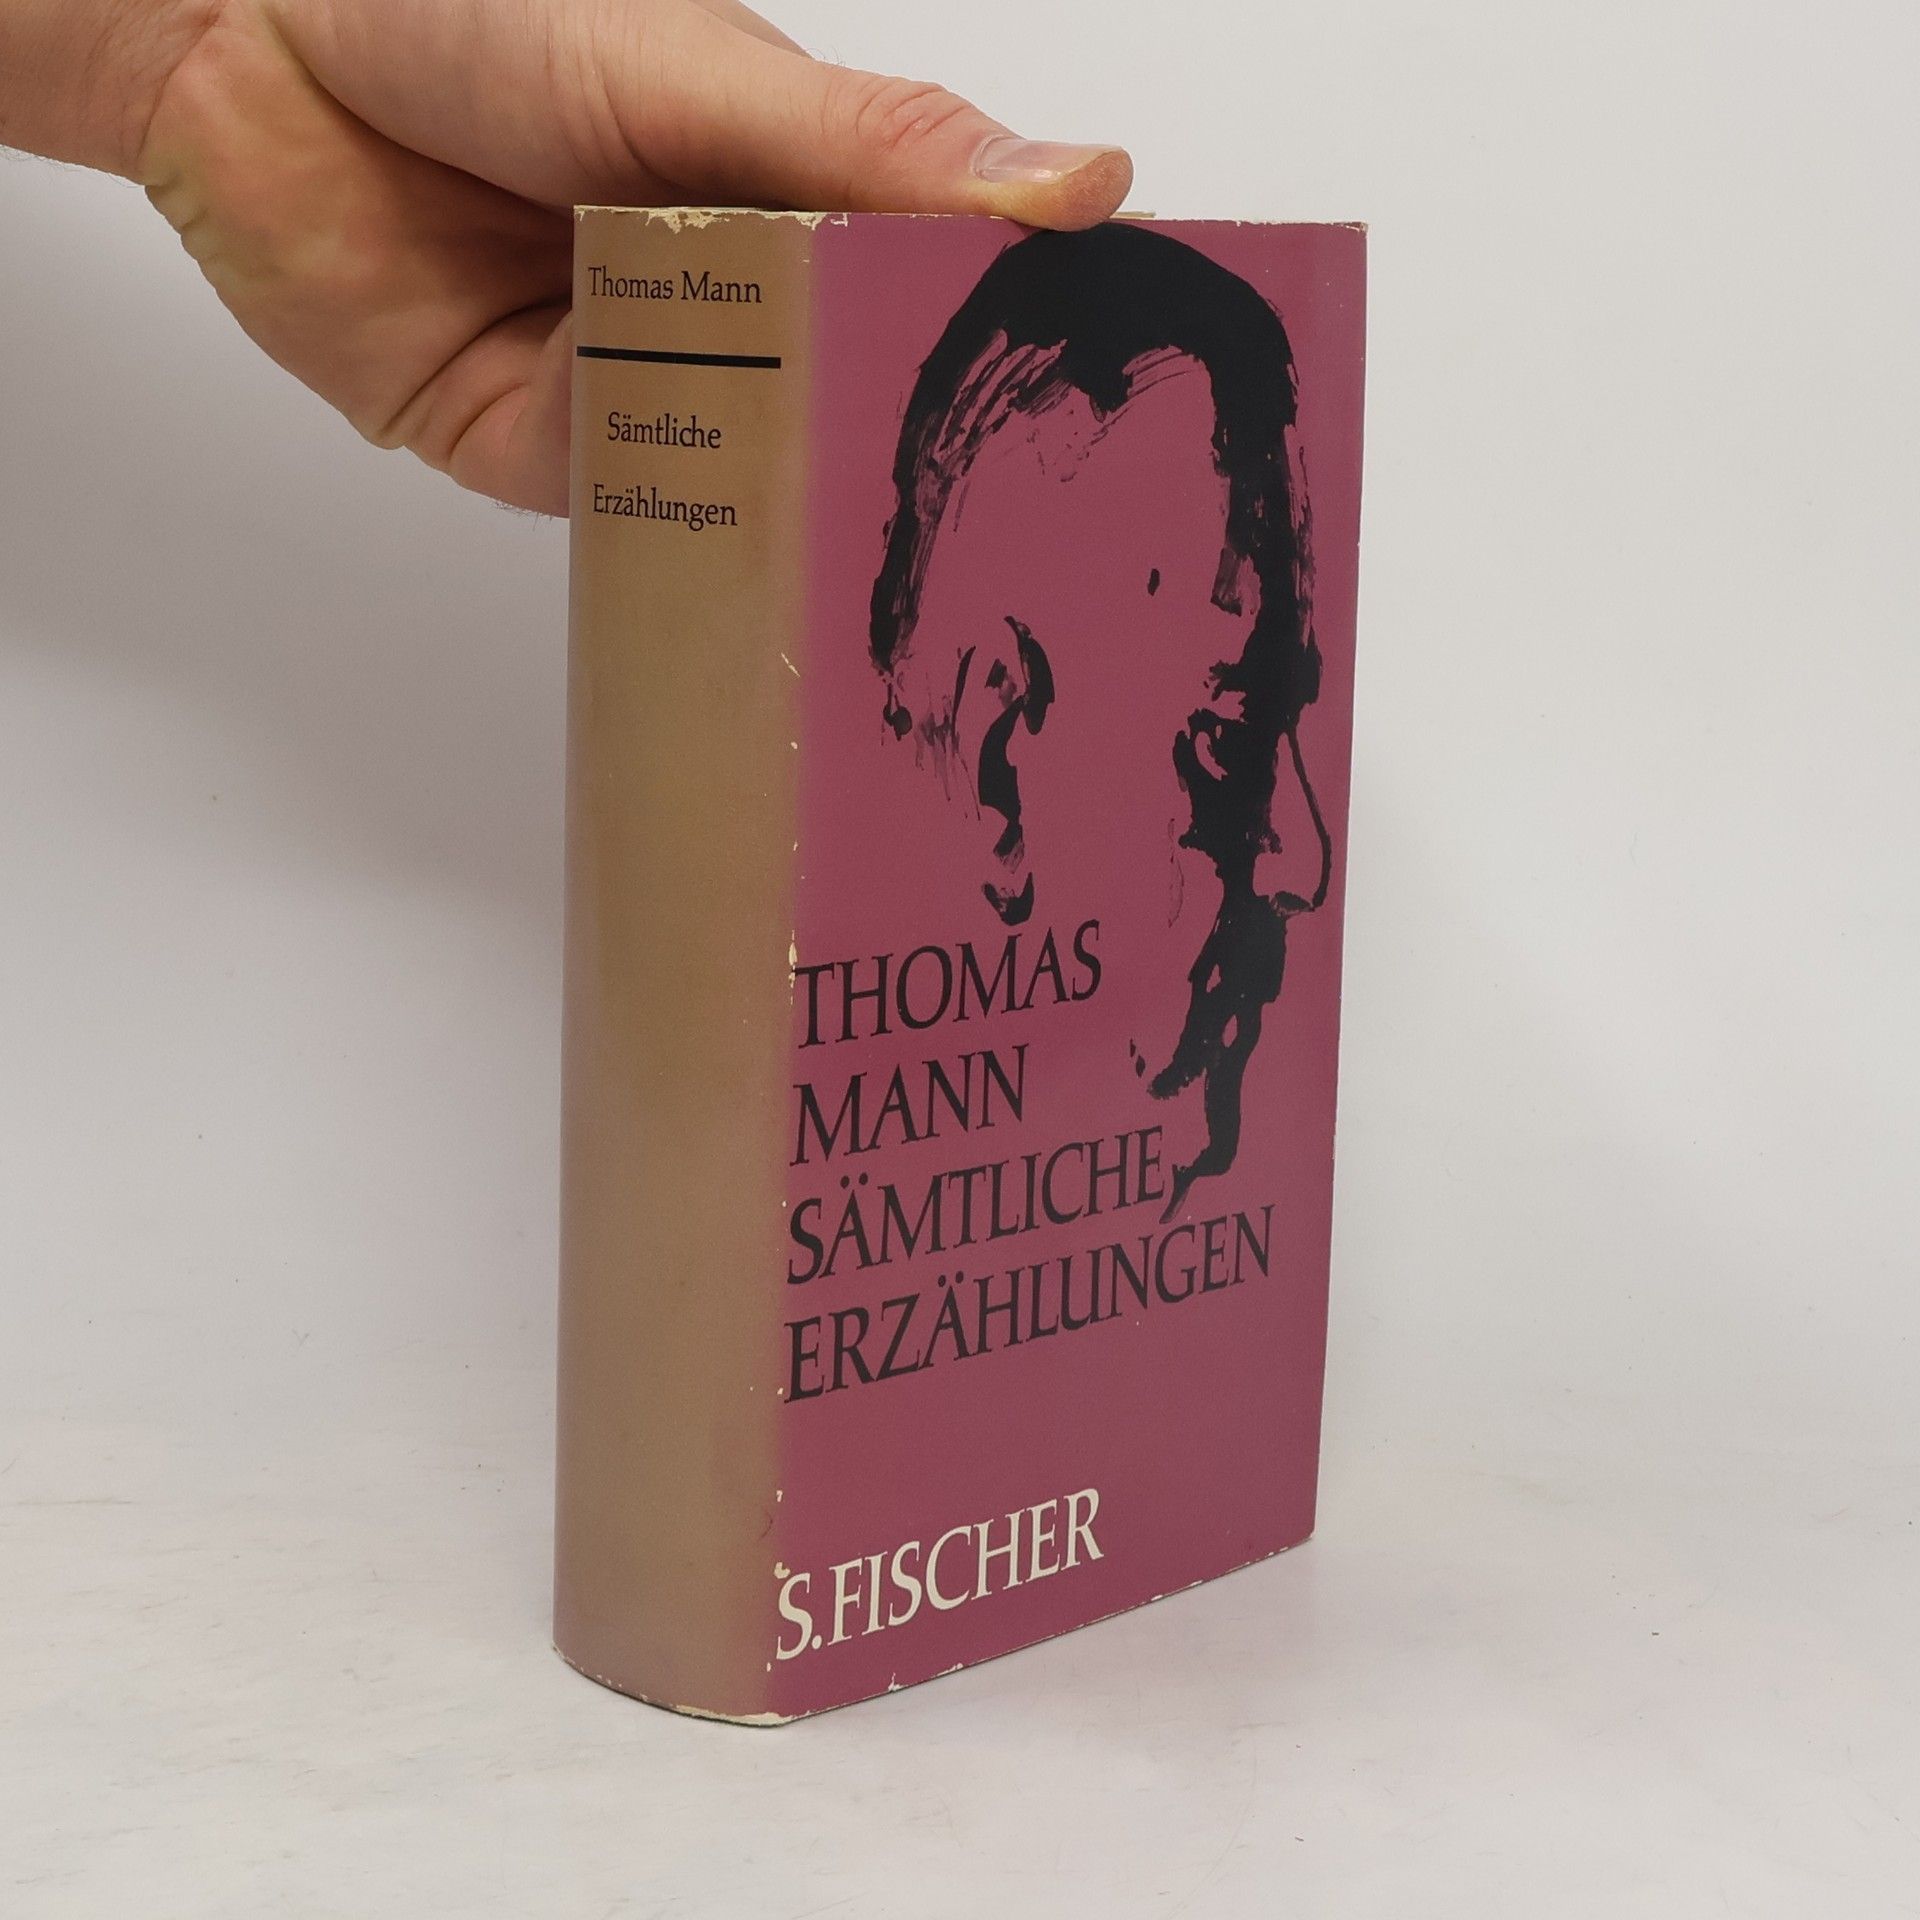 Thomas Mann
Sämtliche
Erzählungen
THOMAS
MANN
SÄMTLICHE
ERZÄHLUNGEN
S.FISCHER